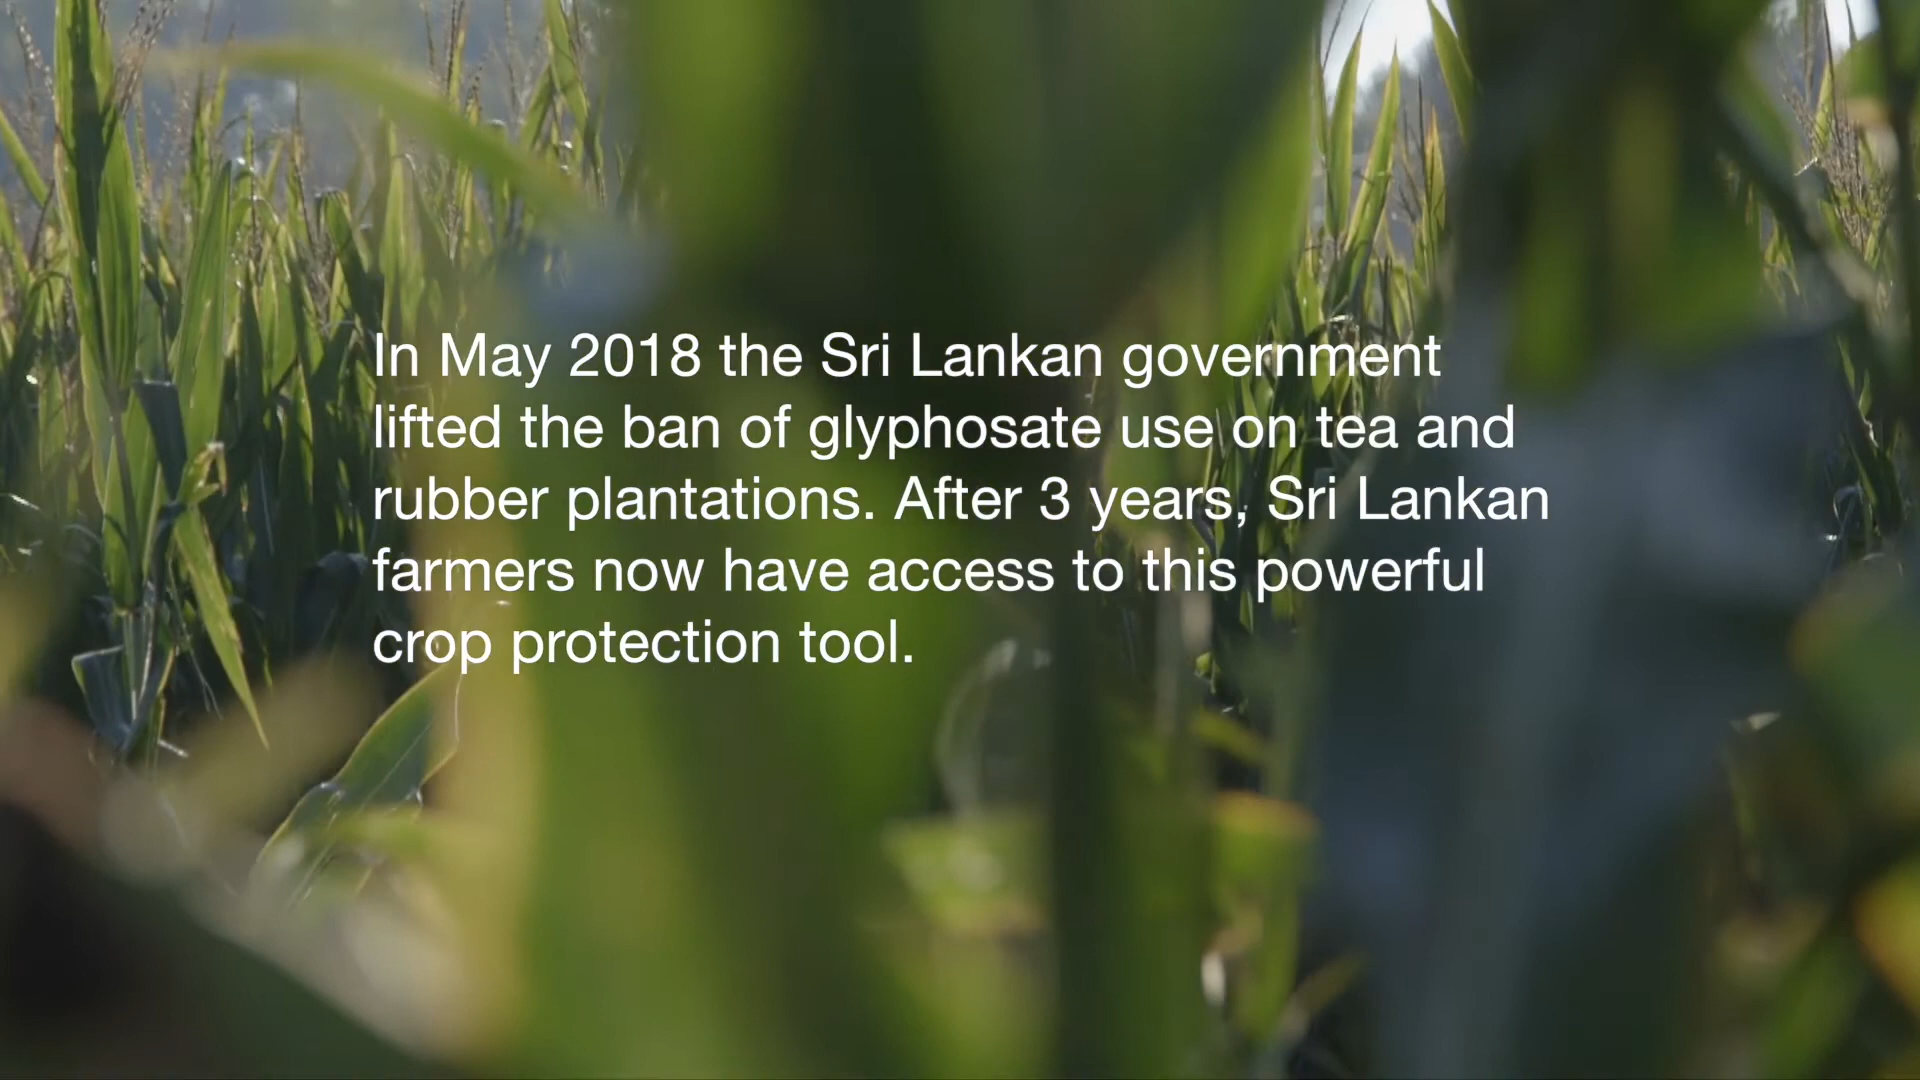 In May 2018 the Sri Lankan government
lifted the ban of glyphosate use on tea and
rubber plantations. After 3 years, Sri Lankan
farmers now have access to this powerful
crop protection tool.